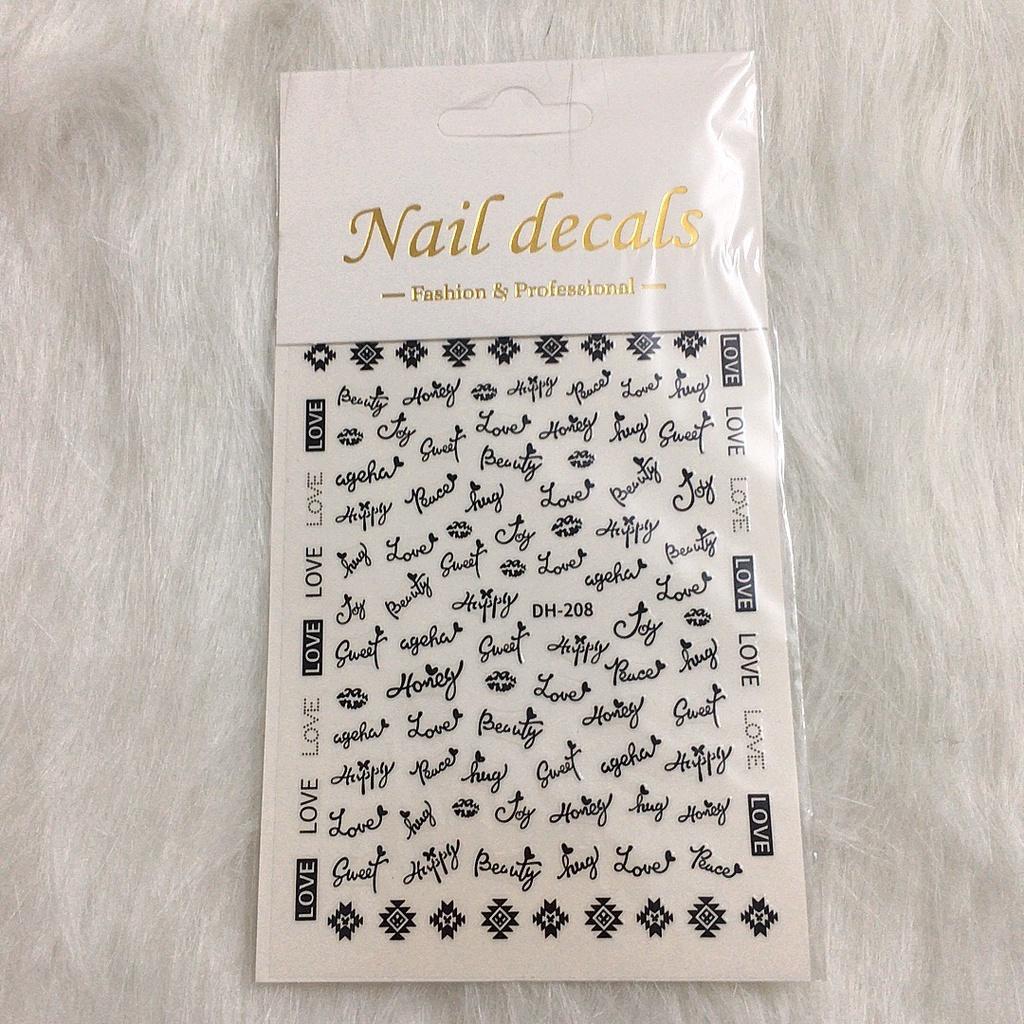 Nail decals
— Fashion & Professional —
LOVE
Beauty Honey Happy Peace Love hug
LOVE Joy Sweet Love Honey hug Sweet LOVE
ageha Beauty
LOVE Happy Peace hug Love Beauty Joy LOVE
hug Love Sweet Joy Love Happy Beauty
LOVE Joy Beauty Happy DH-208 ageha Love LOVE
LOVE Sweet ageha Sweet Happy Joy hug LOVE
Honey Love Peace
LOVE ageha Love Beauty Honey Sweet LOVE
Happy Peace hug Sweet ageha Happy
LOVE Love hug Joy Honey hug Honey LOVE
LOVE Sweet Happy Beauty hug Love Peace